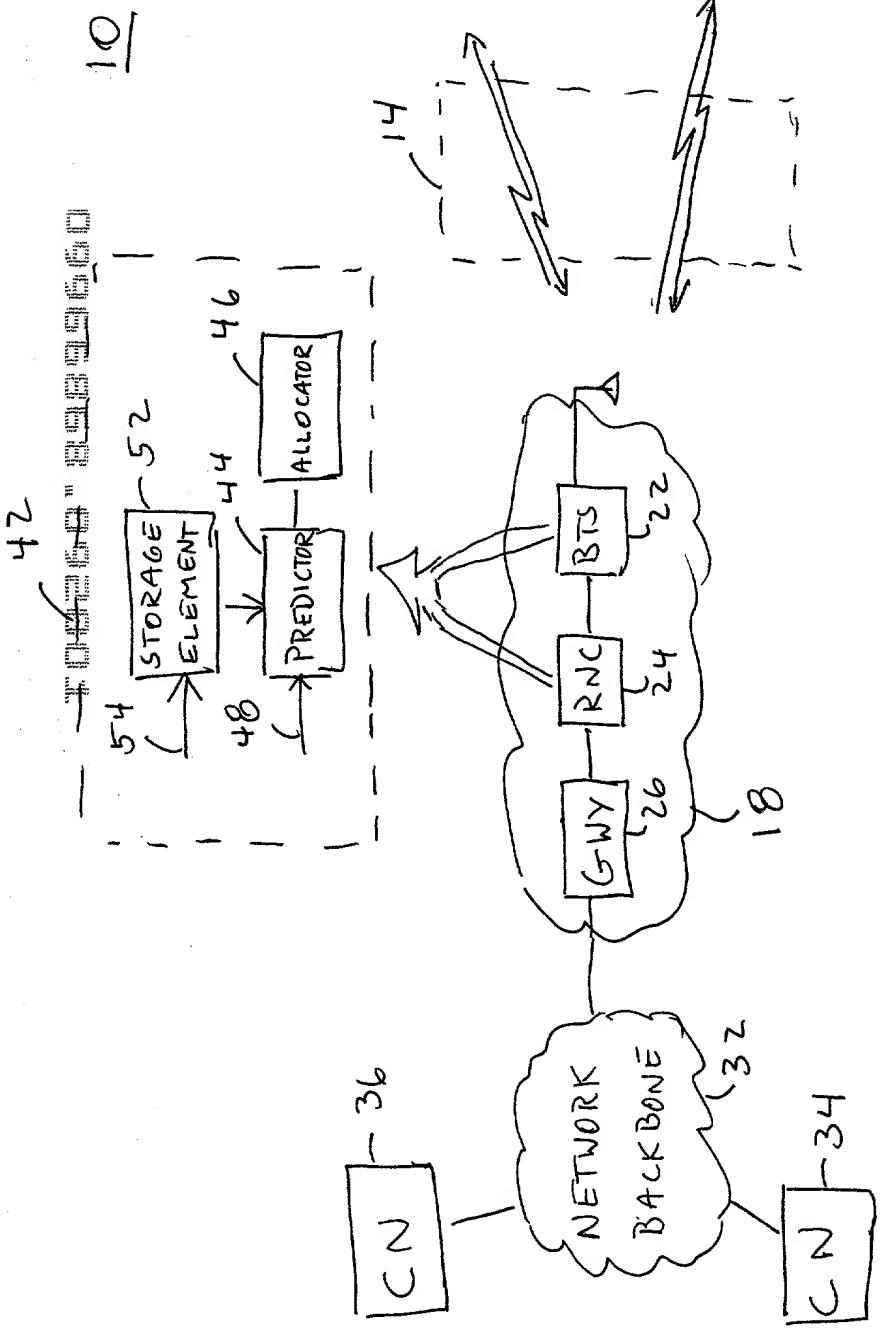 10
42
54
STORAGE
ELEMENT
52
48
PREDICTOR
44
ALLOCATOR
46
14
CN
36
NETWORK
BACKBONE
32
CN
34
GWY
26
RNC
24
BTS
22
18